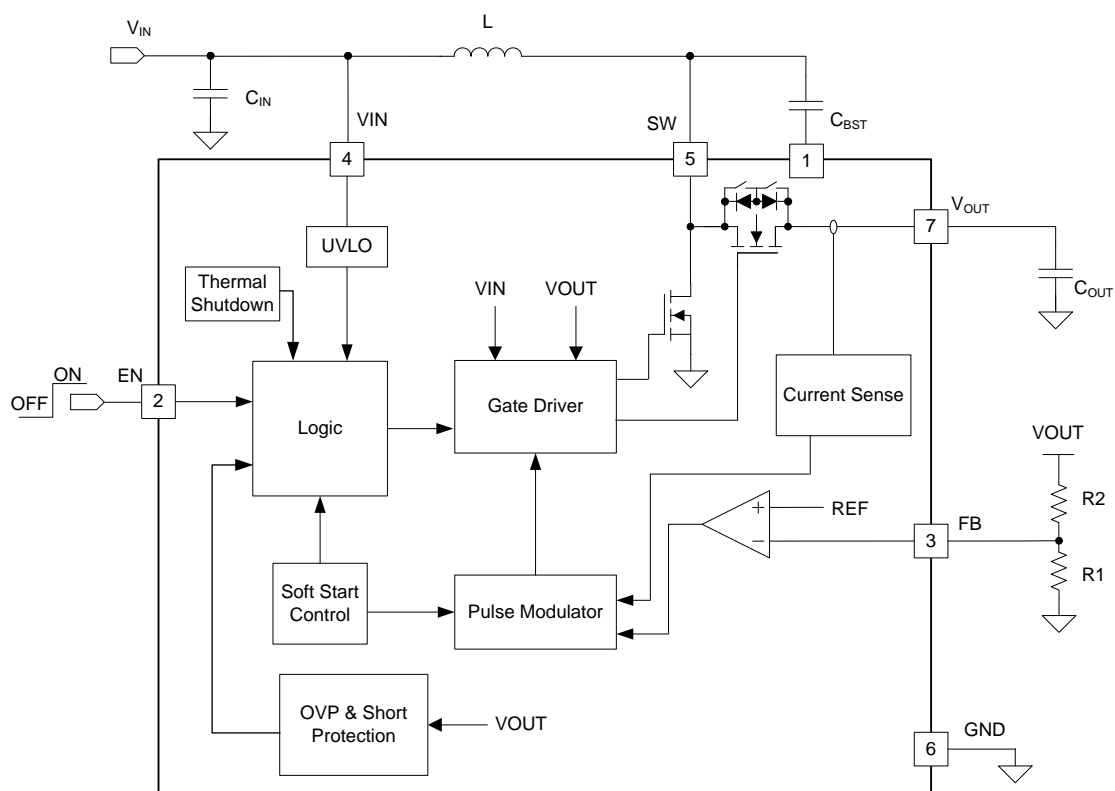 VIN
L
CIN
CBST
VIN
SW
4
5
1
VOUT
7
UVLO
Thermal
Shutdown
VIN
VOUT
COUT
ON
EN
OFF
2
Logic
Gate Driver
Current Sense
VOUT
R2
+
REF
FB
−
3
R1
Soft Start
Control
Pulse Modulator
OVP & Short
Protection
VOUT
GND
6